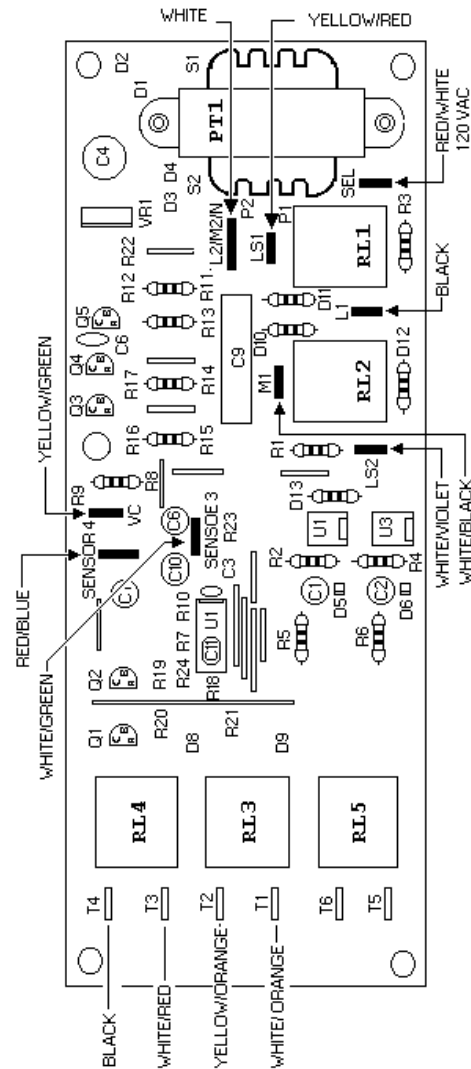 WHITE
YELLOW/RED
YELLOW/GREEN
RED/BLUE
WHITE/GREEN
D2
D1
S1
C4
PT1
D4
D3
S2
VR1
R22
P2
L2/M2/N
LS1
P1
SEL
RED/WHITE
120 VAC
R12
R11
R13
RL1
R3
Q5
C6
D11
D10
L1
BLACK
Q4
R17
R14
C9
M1
RL2
D12
Q3
R16
R15
R1
LS2
WHITE/VIOLET
WHITE/BLACK
R9
R8
VC
SENSOR 4
C6
SENSOE 3
R23
D13
U1
U3
C10
C3
R2
R4
C1
C1
D5
C2
D6
R10
U1
R7
C11
R24
R18
R19
R5
R6
Q2
R20
R21
Q1
D8
D9
RL4
RL3
RL5
T4
T3
T2
T1
T6
T5
BLACK
WHITE/RED
YELLOW/ORANGE
WHITE/ORANGE